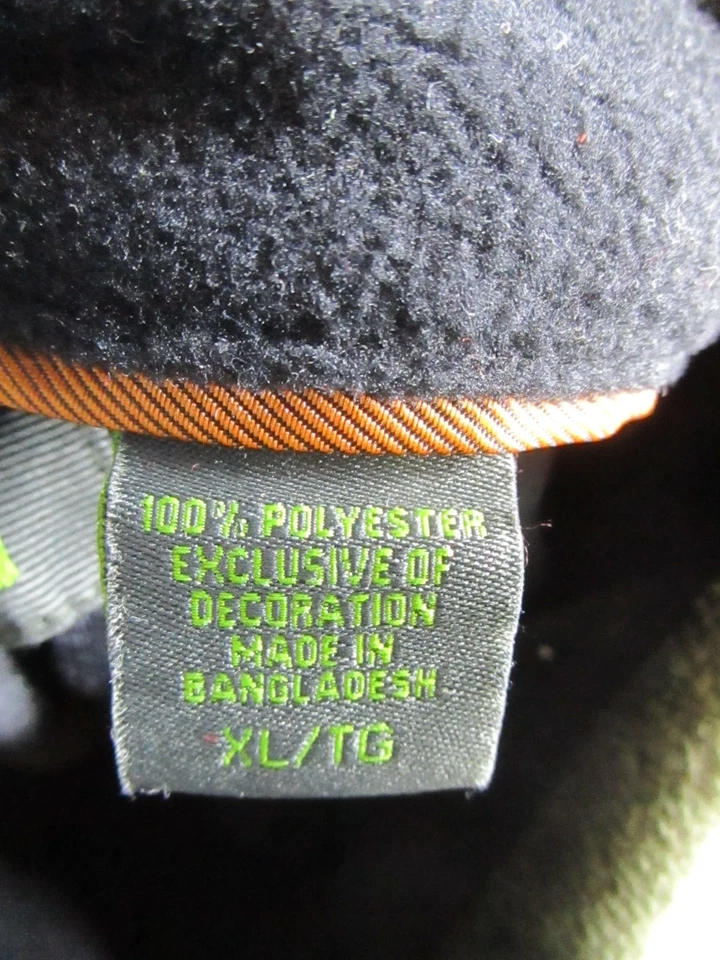 100% POLYESTER
EXCLUSIVE OF
DECORATION
MADE IN
BANGLADESH
XL/TG